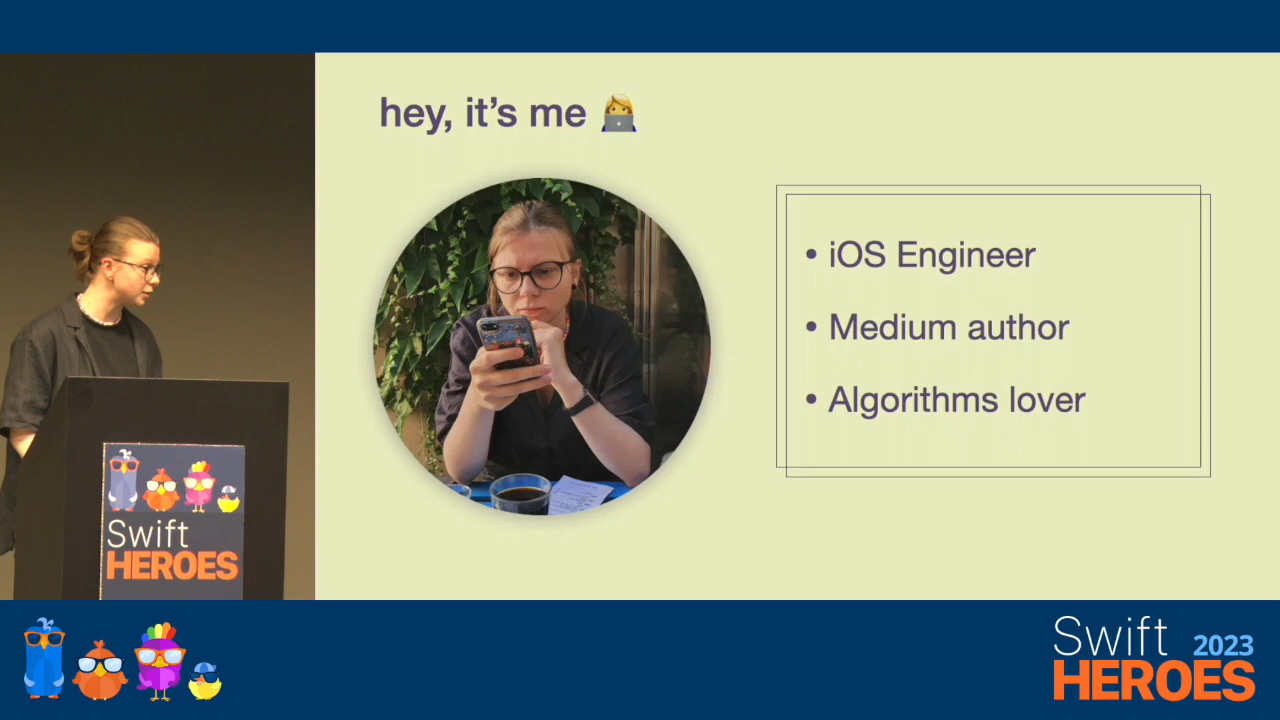 hey, it's me 🧑‍💻
• iOS Engineer
• Medium author
• Algorithms lover
Swift
HEROES
Swift 2023
HEROES